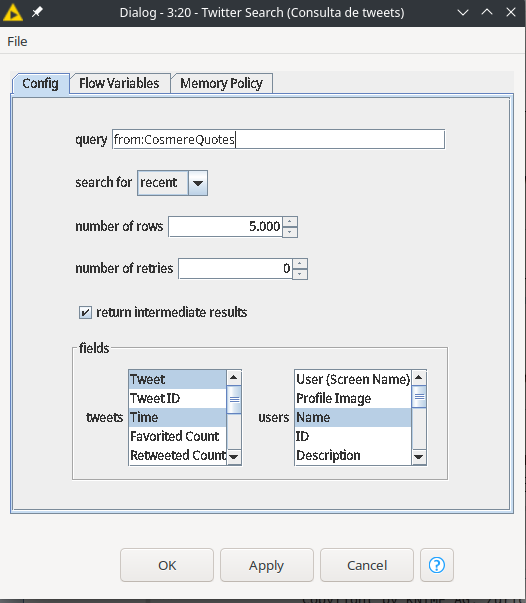 Dialog - 3:20 - Twitter Search (Consulta de tweets)
File
Config Flow Variables Memory Policy
query from:CosmereQuotes
search for recent
number of rows 5.000
number of retries 0
return intermediate results
fields
tweets
Tweet
Tweet ID
Time
Favorited Count
Retweeted Count
users
User (Screen Name)
Profile Image
Name
ID
Description
OK Apply Cancel ?